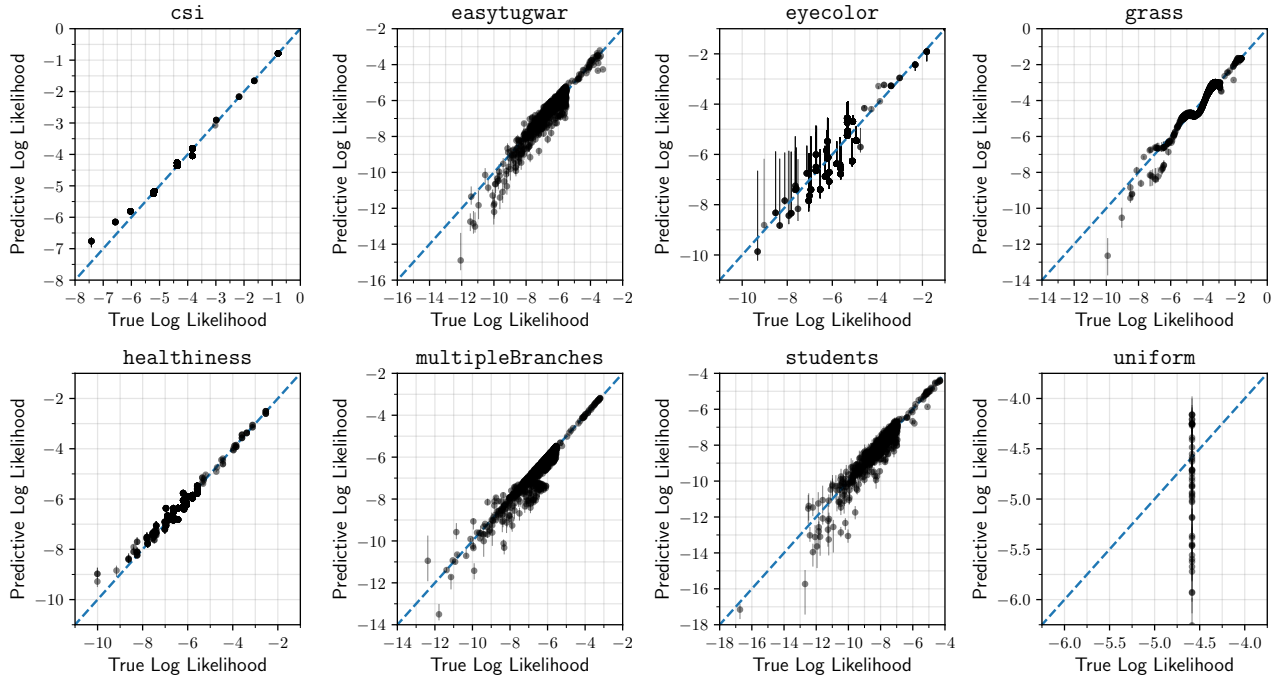 csi
0
−1
−2
−3
−4
−5
−6
−7
−8
−8 −7 −6 −5 −4 −3 −2 −1 0
Predictive Log Likelihood
True Log Likelihood
easytugwar
−2
−4
−6
−8
−10
−12
−14
−16
−16 −14 −12 −10 −8 −6 −4 −2
Predictive Log Likelihood
True Log Likelihood
eyecolor
−2
−4
−6
−8
−10
−10 −8 −6 −4 −2
Predictive Log Likelihood
True Log Likelihood
grass
0
−2
−4
−6
−8
−10
−12
−14
−14 −12 −10 −8 −6 −4 −2 0
Predictive Log Likelihood
True Log Likelihood
healthiness
−2
−4
−6
−8
−10
−10 −8 −6 −4 −2
Predictive Log Likelihood
True Log Likelihood
multipleBranches
−2
−4
−6
−8
−10
−12
−14
−14 −12 −10 −8 −6 −4 −2
Predictive Log Likelihood
True Log Likelihood
students
−4
−6
−8
−10
−12
−14
−16
−18
−18 −16 −14 −12 −10 −8 −6 −4
Predictive Log Likelihood
True Log Likelihood
uniform
−4.0
−4.5
−5.0
−5.5
−6.0
−6.0 −5.5 −5.0 −4.5 −4.0
Predictive Log Likelihood
True Log Likelihood